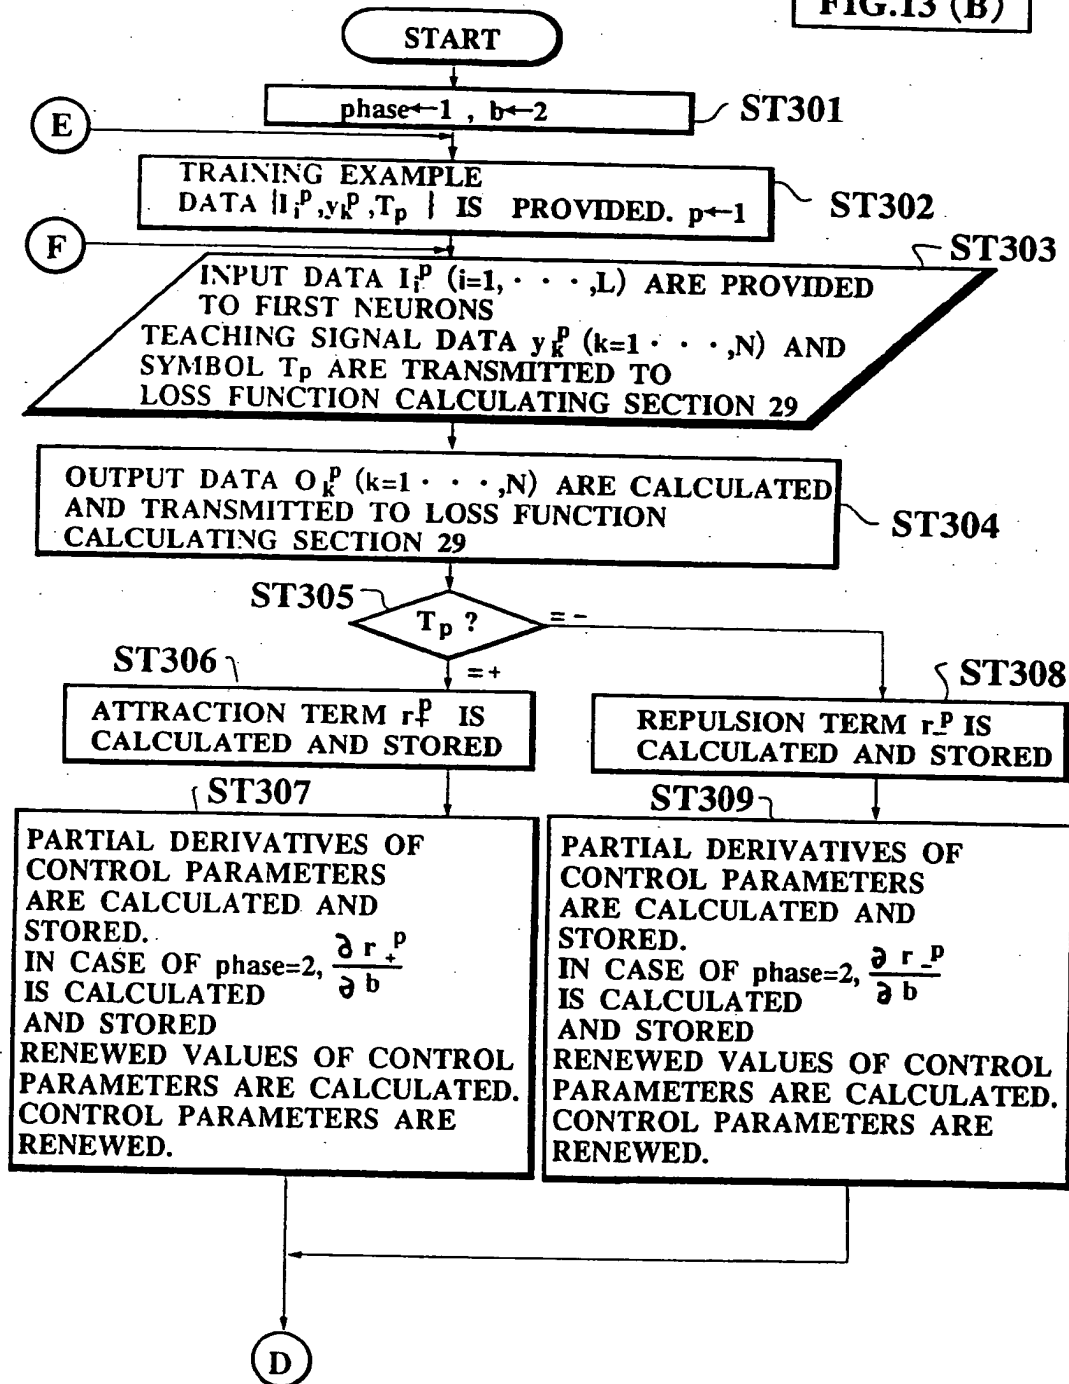 FIG.13 (B)
START
phase←1 , b←2
ST301
E
TRAINING EXAMPLE
DATA {I_i^p, y_k^p, T_p } IS PROVIDED. p←1
ST302
F
ST303
INPUT DATA I_i^p (i=1, · · · ,L) ARE PROVIDED
TO FIRST NEURONS
TEACHING SIGNAL DATA y_k^p (k=1 · · · ,N) AND
SYMBOL T_p ARE TRANSMITTED TO
LOSS FUNCTION CALCULATING SECTION 29
OUTPUT DATA O_k^p (k=1 · · · ,N) ARE CALCULATED
AND TRANSMITTED TO LOSS FUNCTION
CALCULATING SECTION 29
ST304
ST305
T_p ?
= -
= +
ST306
ATTRACTION TERM r_+^p IS
CALCULATED AND STORED
ST308
REPULSION TERM r_-^p IS
CALCULATED AND STORED
ST307
PARTIAL DERIVATIVES OF
CONTROL PARAMETERS
ARE CALCULATED AND
STORED.
IN CASE OF phase=2, ∂ r_+^p / ∂ b
IS CALCULATED
AND STORED
RENEWED VALUES OF CONTROL
PARAMETERS ARE CALCULATED.
CONTROL PARAMETERS ARE
RENEWED.
ST309
PARTIAL DERIVATIVES OF
CONTROL PARAMETERS
ARE CALCULATED AND
STORED.
IN CASE OF phase=2, ∂ r_-^p / ∂ b
IS CALCULATED
AND STORED
RENEWED VALUES OF CONTROL
PARAMETERS ARE CALCULATED.
CONTROL PARAMETERS ARE
RENEWED.
D